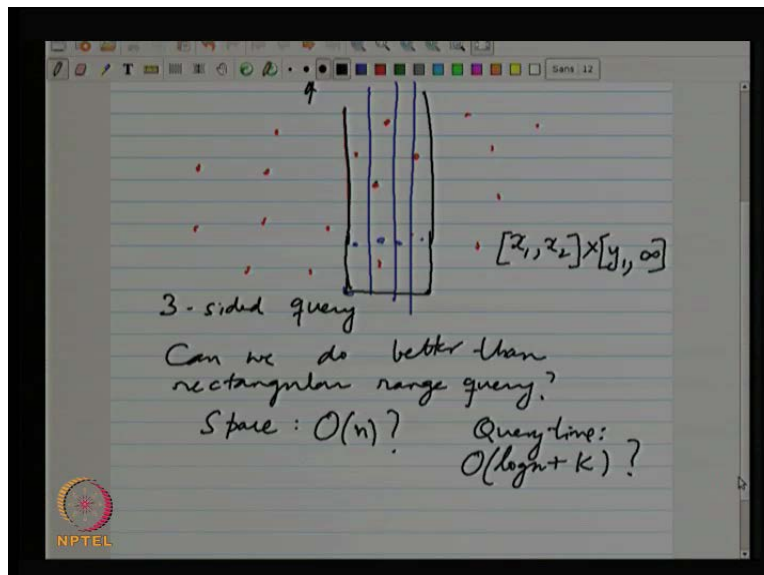 T
Sans 12
[x₁, x₂]×[y₁, ∞]
3-sided query
Can we do better than
rectangular range query?
Space : O(n) ?
Query time:
O(logn + K) ?
NPTEL